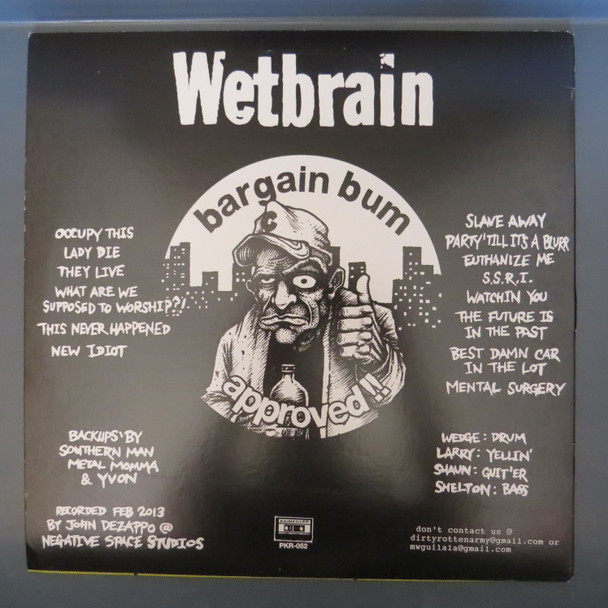 Wetbrain
bargain bum
C
approved!!
OCCUPY THIS
LADY DIE
THEY LIVE
WHAT ARE WE
SUPPOSED TO WORSHIP?!
THIS NEVER HAPPENED
NEW IDIOT
SLAVE AWAY
PARTY 'TILL ITS A BLURR
EUTHANIZE ME
S.S.R.I.
WATCHIN YOU
THE FUTURE IS
IN THE PAST
BEST DAMN CAR
IN THE LOT
MENTAL SURGERY
BACKUPS BY
SOUTHERN MAN
METAL MOMMA
& YVON
RECORDED FEB 2013
BY JOHN DEZAPPO @
NEGATIVE SPACE STUDIOS
WEDGE: DRUM
LARRY: YELLIN'
SHAUN: GUIT'ER
SHELTON: BASS
PKR-052
don't contact us @
dirtyrottenarmy@gmail.com or
mwguilala@gmail.com